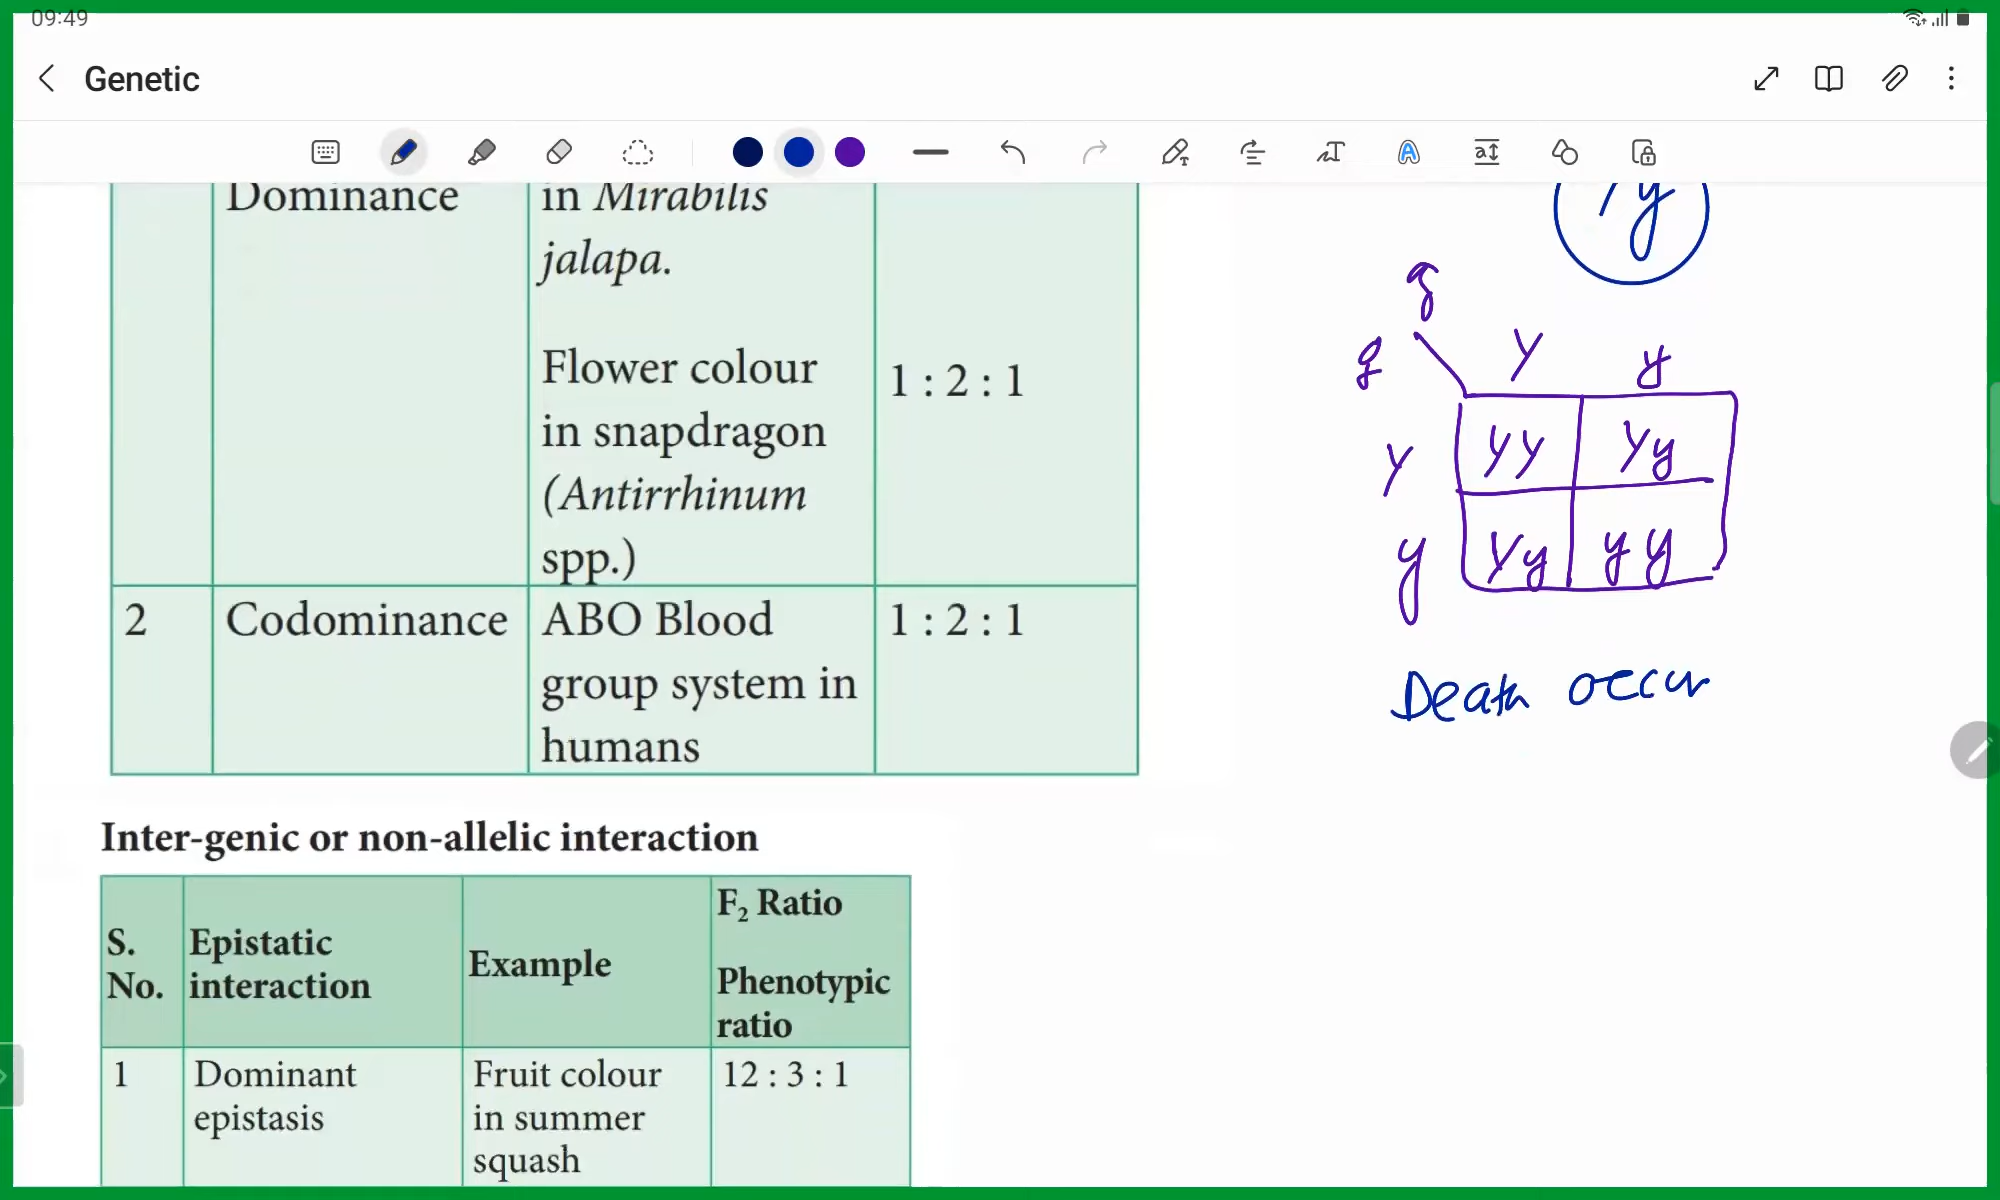 09:49
Genetic
Dominance
in Mirabilis
jalapa.
Flower colour
in snapdragon
(Antirrhinum
spp.)
1 : 2 : 1
2
Codominance
ABO Blood
group system in
humans
1 : 2 : 1
Inter-genic or non-allelic interaction
S.
No.
Epistatic
interaction
Example
F₂ Ratio
Phenotypic
ratio
1
Dominant
epistasis
Fruit colour
in summer
squash
12 : 3 : 1
Yy
Y y
Y YY Yy
y Yy yy
Death occur